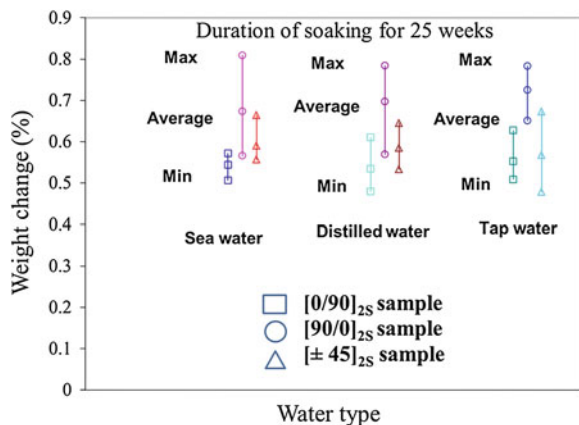 Duration of soaking for 25 weeks
0.9
0.8
0.7
0.6
0.5
0.4
0.3
0.2
0.1
0
Weight change (%)
Max
Average
Min
Sea water
Max
Average
Min
Distilled water
Max
Average
Min
Tap water
[0/90]2S sample
[90/0]2S sample
[± 45]2S sample
Water type